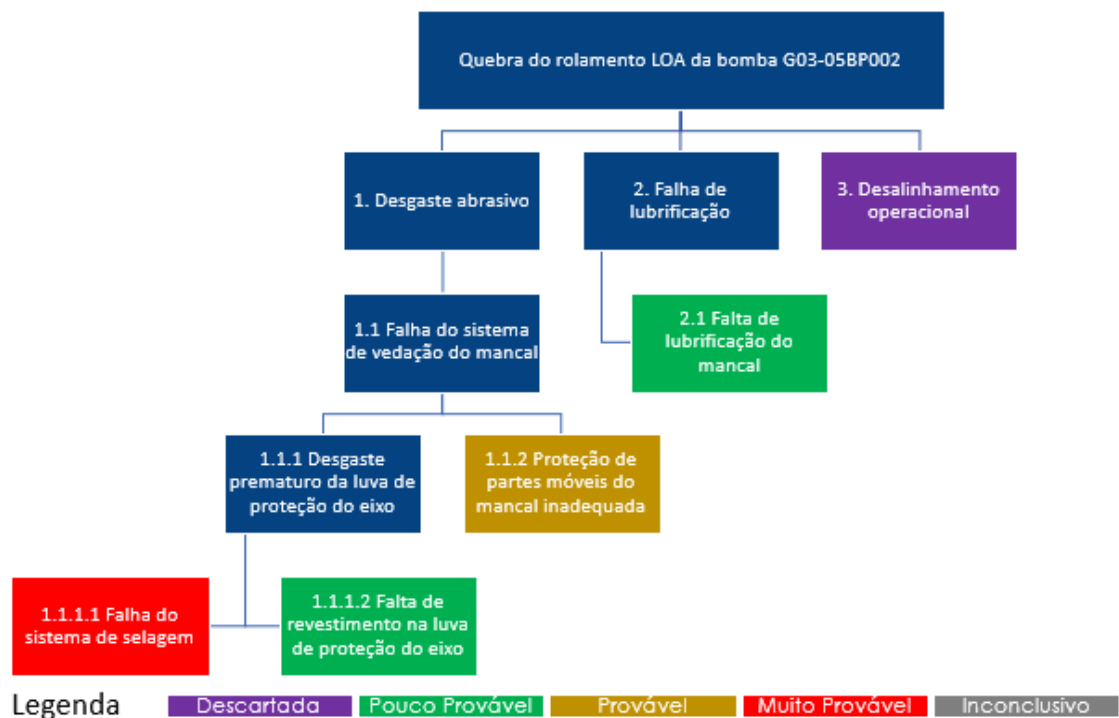 Quebra do rolamento LOA da bomba G03-05BP002
1. Desgaste abrasivo
2. Falha de
lubrificação
3. Desalinhamento
operacional
1.1 Falha do sistema
de vedação do mancal
2.1 Falta de
lubrificação do
mancal
1.1.1 Desgaste
prematuro da luva de
proteção do eixo
1.1.2 Proteção de
partes móveis do
mancal inadequada
1.1.1.1 Falha do
sistema de selagem
1.1.1.2 Falta de
revestimento na luva
de proteção do eixo
Legenda
Descartada
Pouco Provável
Provável
Muito Provável
Inconclusivo